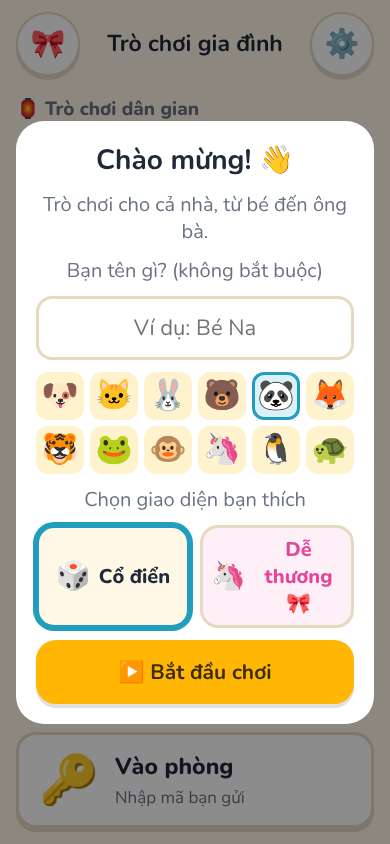 Trò chơi gia đình
Trò chơi dân gian
Chào mừng!
Trò chơi cho cả nhà, từ bé đến ông
bà.
Bạn tên gì? (không bắt buộc)
Ví dụ: Bé Na
Chọn giao diện bạn thích
Cổ điển
Dễ
thương
Bắt đầu chơi
Vào phòng
Nhập mã bạn gửi